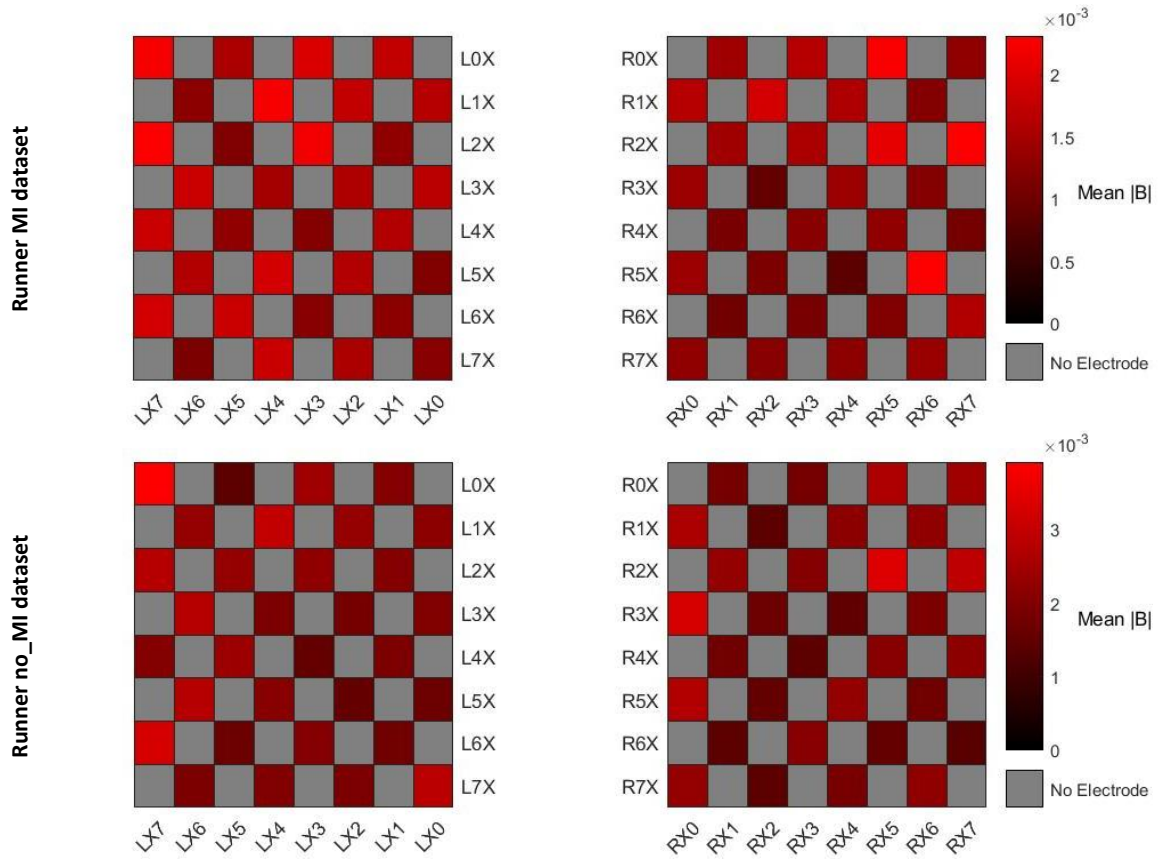 Runner MI dataset
L0X
L1X
L2X
L3X
L4X
L5X
L6X
L7X
LX7 LX6 LX5 LX4 LX3 LX2 LX1 LX0
R0X
R1X
R2X
R3X
R4X
R5X
R6X
R7X
RX0 RX1 RX2 RX3 RX4 RX5 RX6 RX7
×10-3
2
1.5
1
0.5
0
Mean |B|
No Electrode
Runner no_MI dataset
L0X
L1X
L2X
L3X
L4X
L5X
L6X
L7X
LX7 LX6 LX5 LX4 LX3 LX2 LX1 LX0
R0X
R1X
R2X
R3X
R4X
R5X
R6X
R7X
RX0 RX1 RX2 RX3 RX4 RX5 RX6 RX7
×10-3
3
2
1
0
Mean |B|
No Electrode